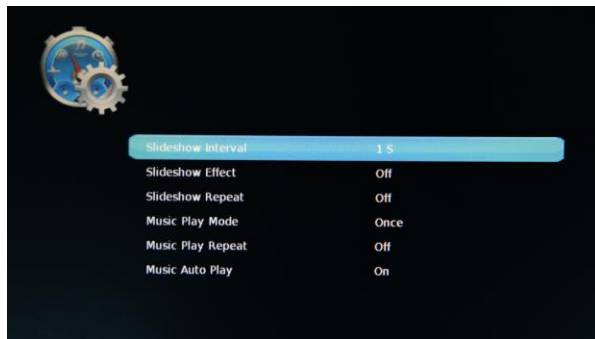 Slideshow Interval 1 S
Slideshow Effect Off
Slideshow Repeat Off
Music Play Mode Once
Music Play Repeat Off
Music Auto Play On